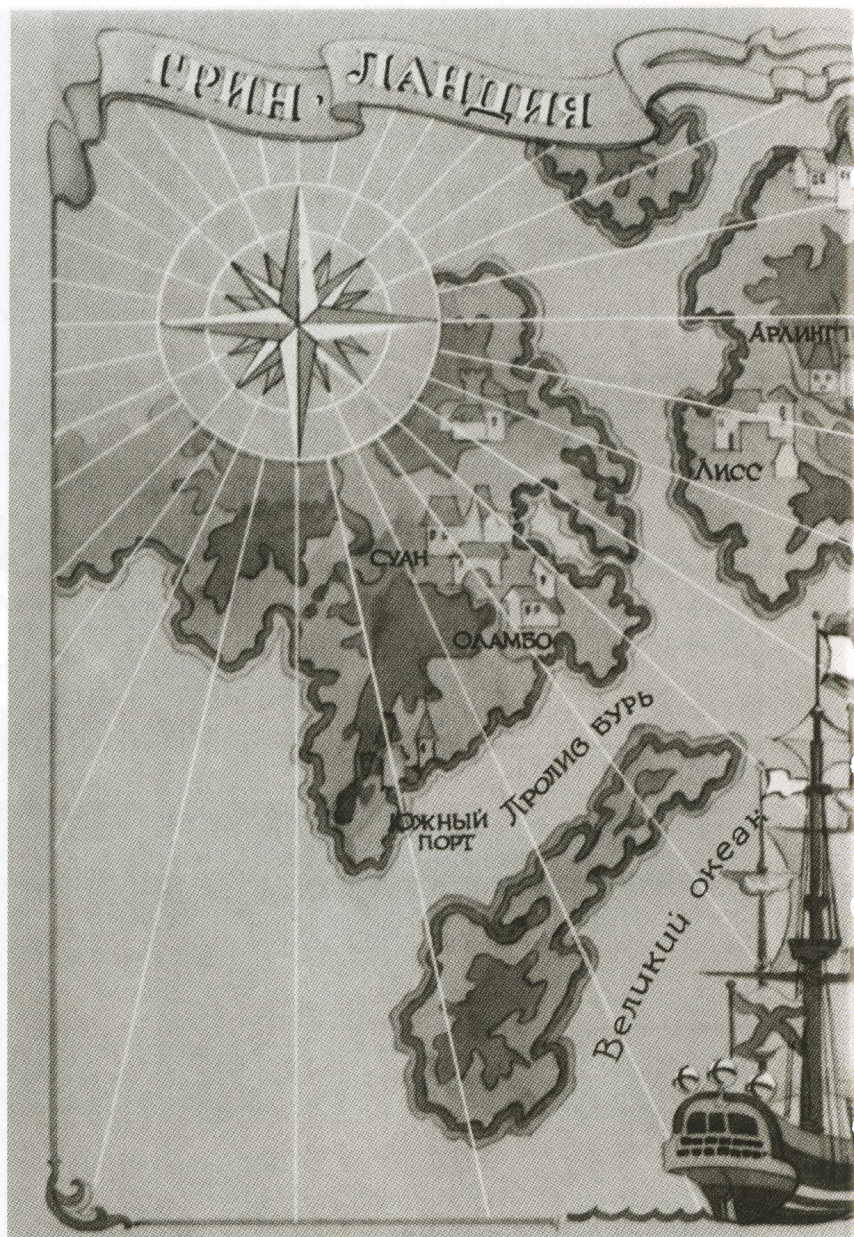 ГРИН · ЛАНДИЯ
АРЛИНГТ
ЛИСС
СУАН
ОЛАМБО
ПРОЛИВ БУРЬ
ЮЖНЫЙ
ПОРТ
Великий океан